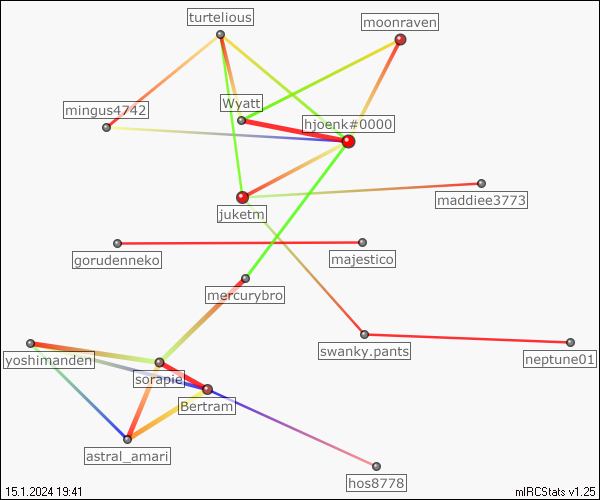 turtelious
moonraven
Wyatt
mingus4742
hjoenk#0000
maddiee3773
juketm
gorudenneko
majestico
mercurybro
swanky.pants
yoshimanden
neptune01
sorapie
Bertram
astral_amari
hos8778
15.1.2024 19:41
mIRCStats v1.25